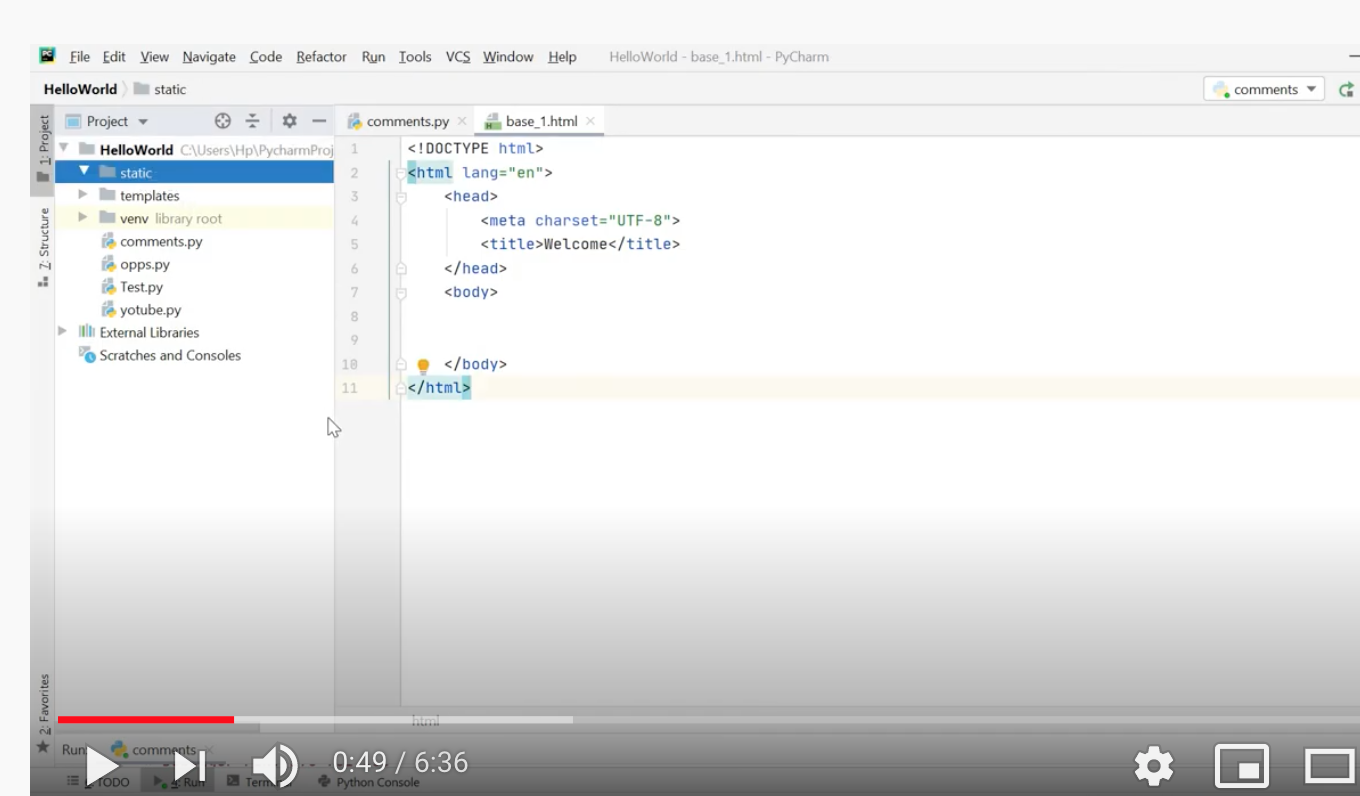 File Edit View Navigate Code Refactor Run Tools VCS Window Help HelloWorld - base_1.html - PyCharm
HelloWorld static comments
1: Project
Project
comments.py base_1.html
HelloWorld C:\Users\Hp\PycharmProj
static
templates
venv library root
comments.py
opps.py
Test.py
yotube.py
External Libraries
Scratches and Consoles
7: Structure
2: Favorites
1 <!DOCTYPE html>
2 <html lang="en">
3 <head>
4 <meta charset="UTF-8">
5 <title>Welcome</title>
6 </head>
7 <body>
8
9
10 </body>
11 </html>
html
Run: comments
0:49 / 6:36
TODO 4: Run Python Console